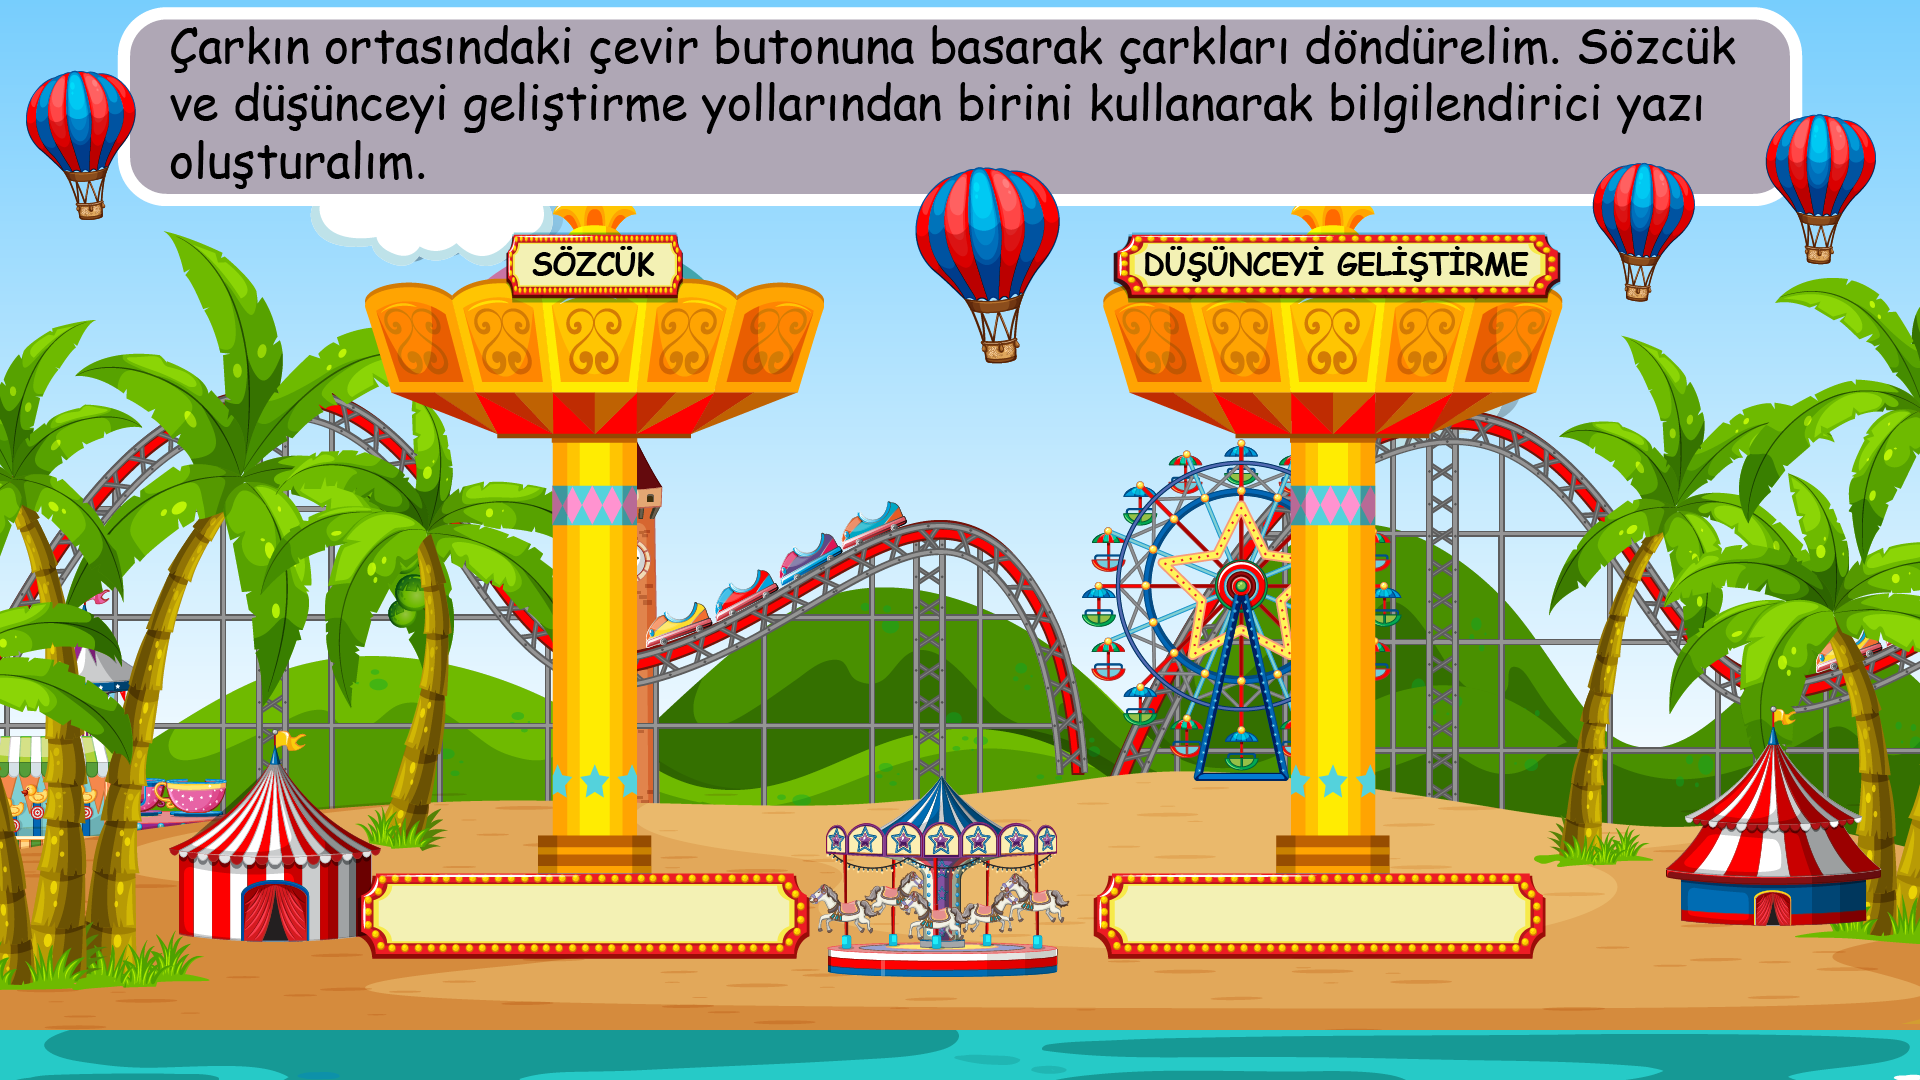 Çarkın ortasındaki çevir butonuna basarak çarkları döndürelim. Sözcük
ve düşünceyi geliştirme yollarından birini kullanarak bilgilendirici yazı
oluşturalım.
SÖZCÜK
DÜŞÜNCEYİ GELİŞTİRME